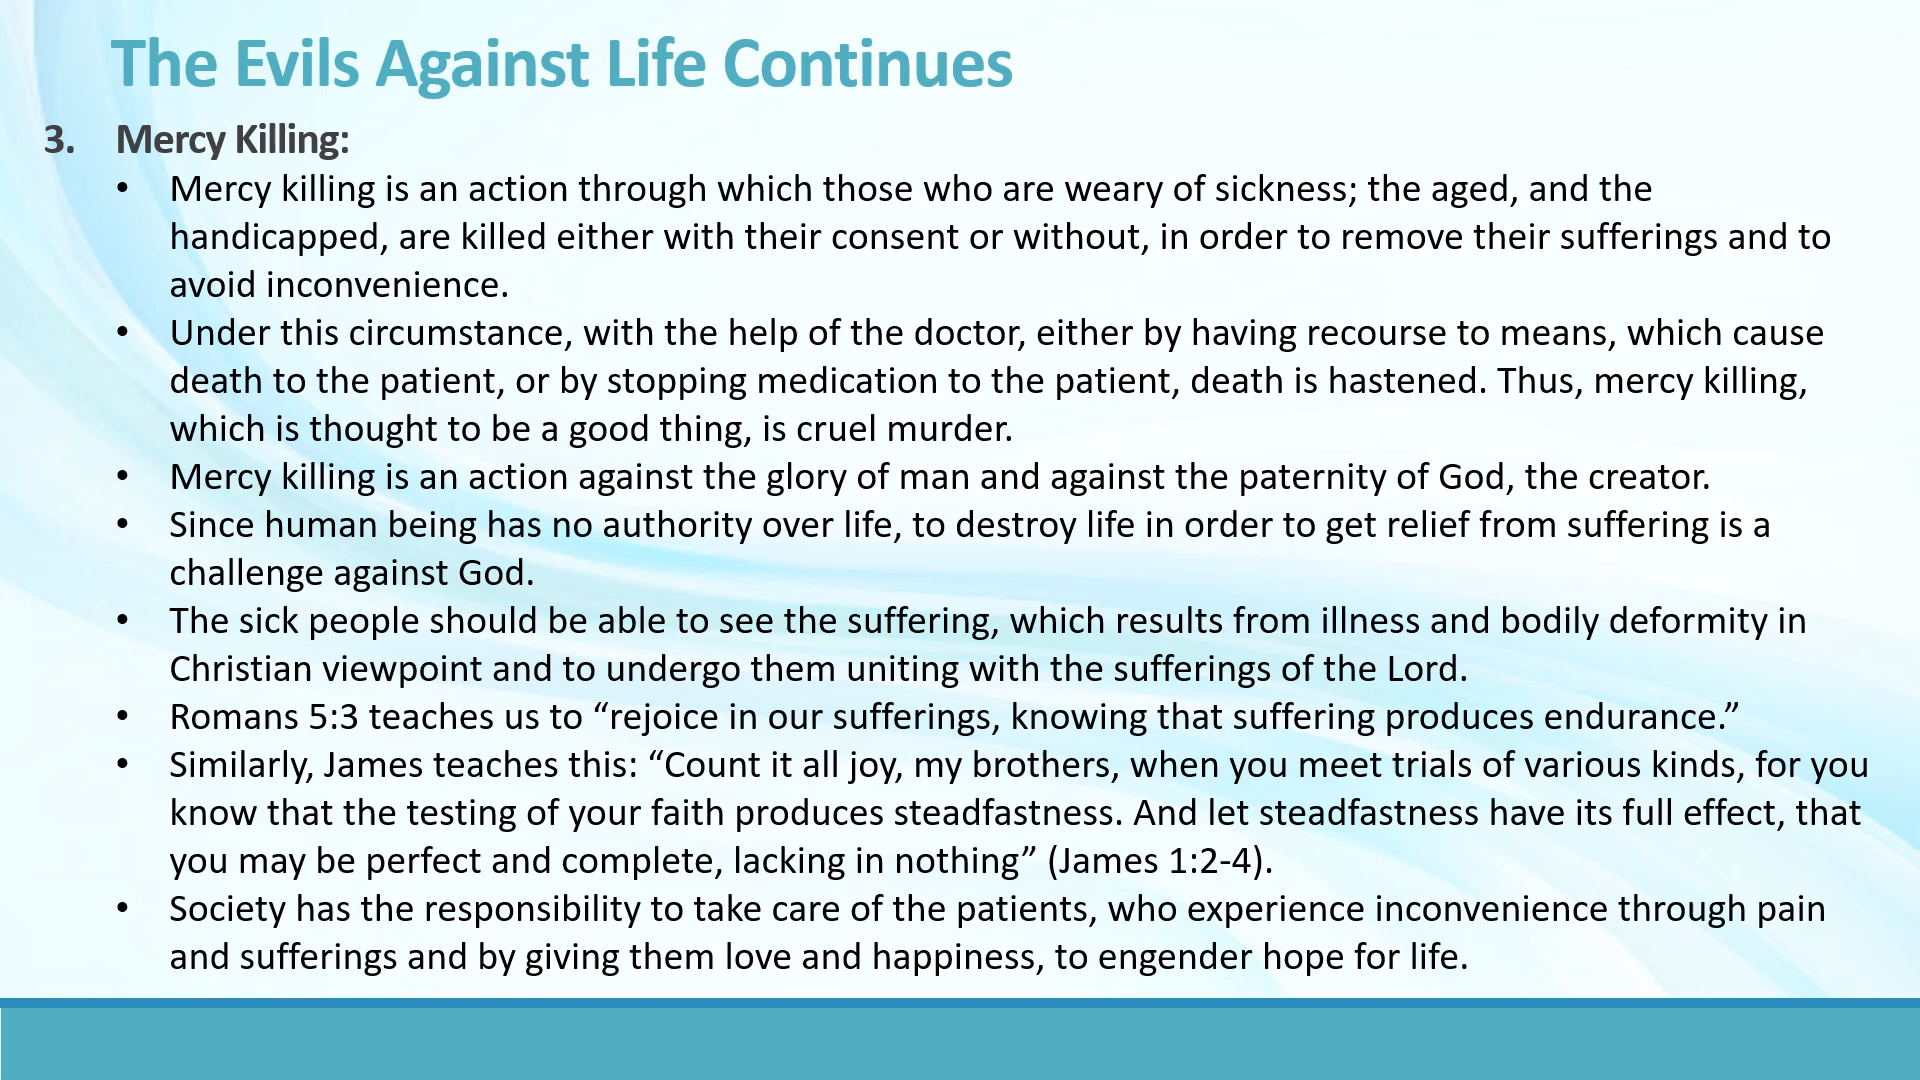 The Evils Against Life Continues
3. Mercy Killing:
• Mercy killing is an action through which those who are weary of sickness; the aged, and the
handicapped, are killed either with their consent or without, in order to remove their sufferings and to
avoid inconvenience.
• Under this circumstance, with the help of the doctor, either by having recourse to means, which cause
death to the patient, or by stopping medication to the patient, death is hastened. Thus, mercy killing,
which is thought to be a good thing, is cruel murder.
• Mercy killing is an action against the glory of man and against the paternity of God, the creator.
• Since human being has no authority over life, to destroy life in order to get relief from suffering is a
challenge against God.
• The sick people should be able to see the suffering, which results from illness and bodily deformity in
Christian viewpoint and to undergo them uniting with the sufferings of the Lord.
• Romans 5:3 teaches us to “rejoice in our sufferings, knowing that suffering produces endurance.”
• Similarly, James teaches this: “Count it all joy, my brothers, when you meet trials of various kinds, for you
know that the testing of your faith produces steadfastness. And let steadfastness have its full effect, that
you may be perfect and complete, lacking in nothing” (James 1:2-4).
• Society has the responsibility to take care of the patients, who experience inconvenience through pain
and sufferings and by giving them love and happiness, to engender hope for life.